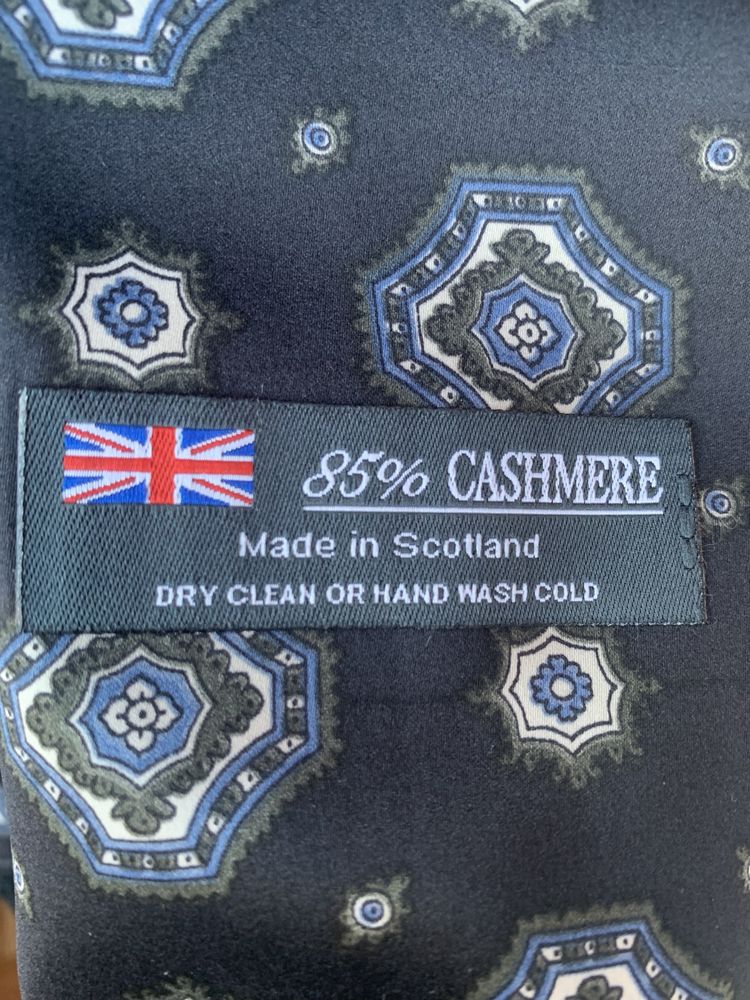 85% CASHMERE
Made in Scotland
DRY CLEAN OR HAND WASH COLD